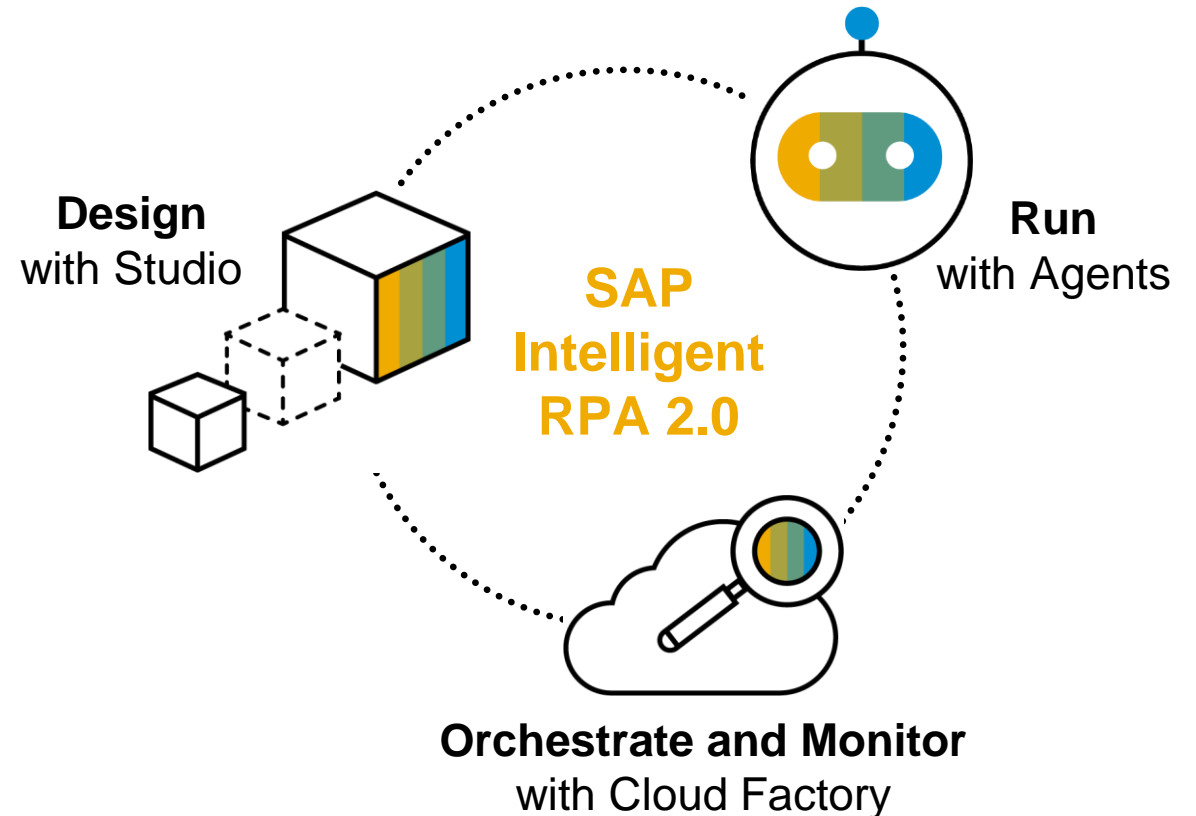 Design
with Studio
SAP
Intelligent
RPA 2.0
Run
with Agents
Orchestrate and Monitor
with Cloud Factory